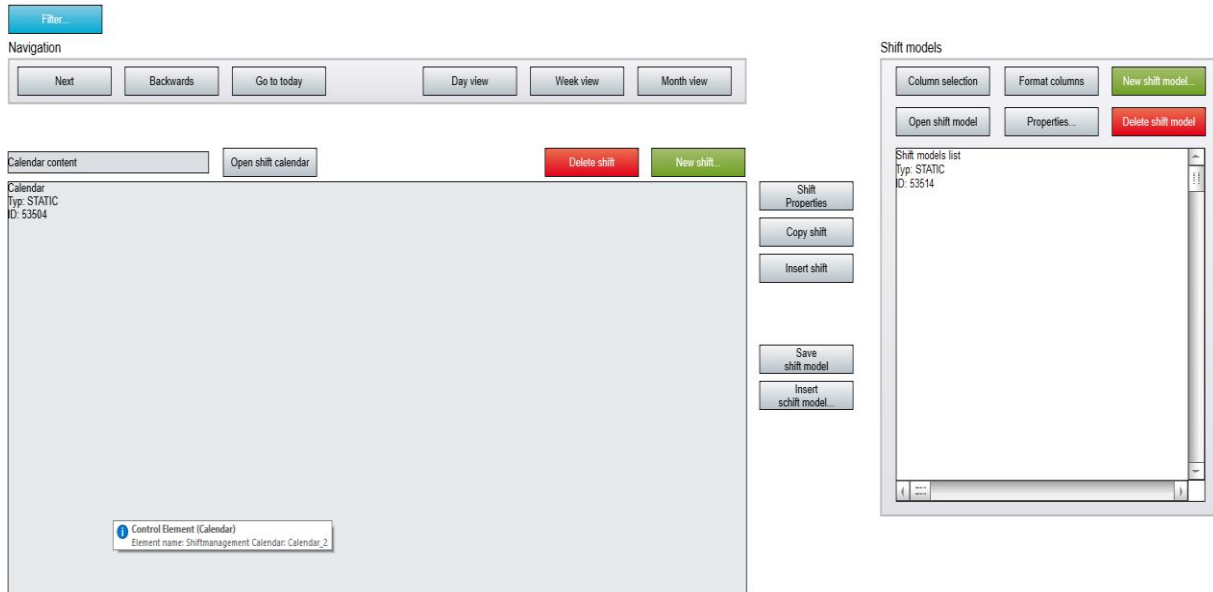 Filter...
Navigation
Next
Backwards
Go to today
Day view
Week view
Month view
Calendar content
Open shift calendar
Delete shift
New shift...
Calendar
Typ: STATIC
ID: 53504
Shift
Properties
Copy shift
Insert shift
Save
shift model
Insert
schift model...
Control Element (Calendar)
Element name: Shiftmanagement Calendar: Calendar_2
Shift models
Column selection
Format columns
New shift model...
Open shift model
Properties...
Delete shift model
Shift models list
Typ: STATIC
ID: 53514